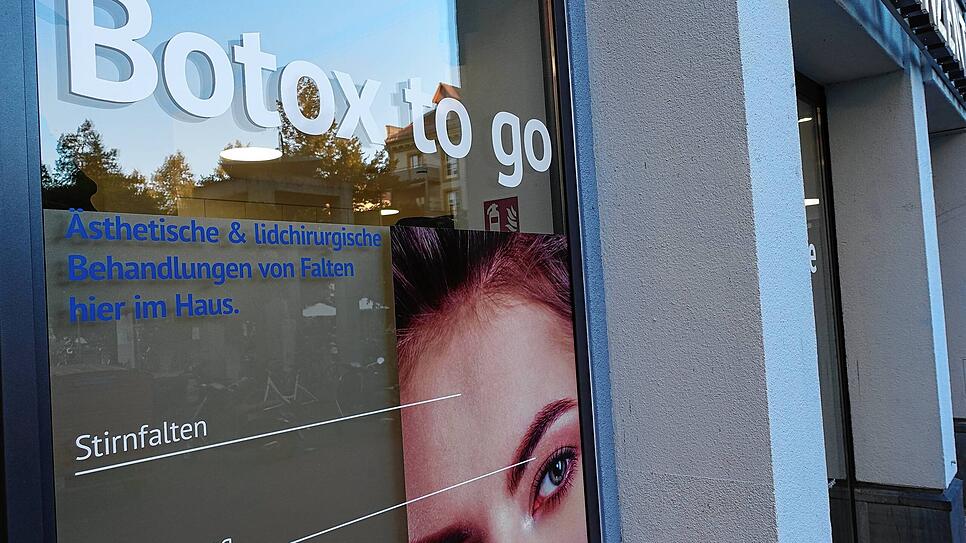 Botox to go
Ästhetische & lidchirurgische
Behandlungen von Falten
hier im Haus.
Stirnfalten